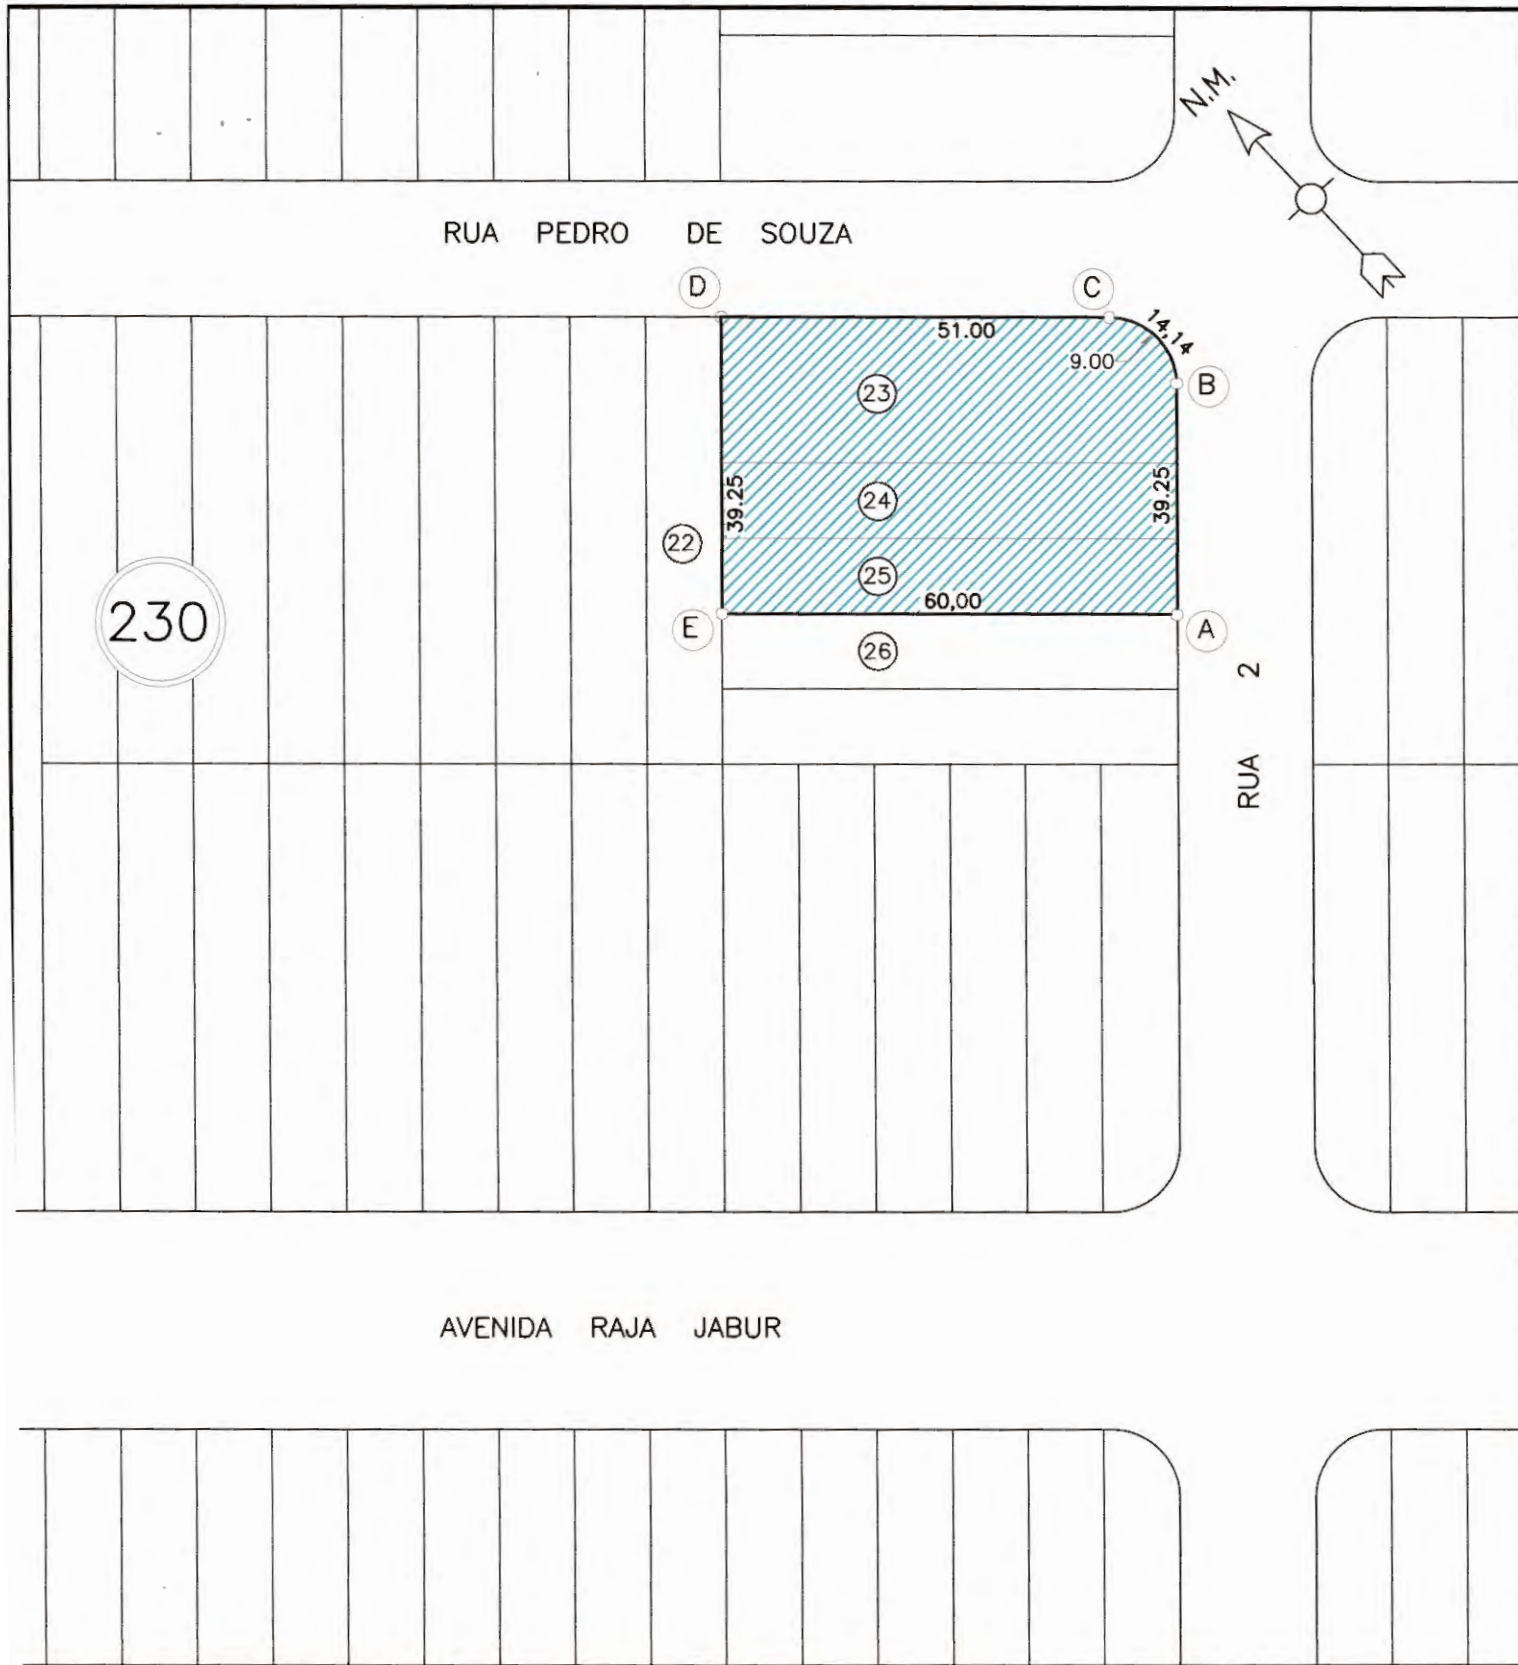 N.M.
RUA PEDRO DE SOUZA
D
C
51.00
14,14
9.00
B
23
39.25
39.25
24
22
25
60,00
230
E
A
26
RUA 2
AVENIDA RAJA JABUR